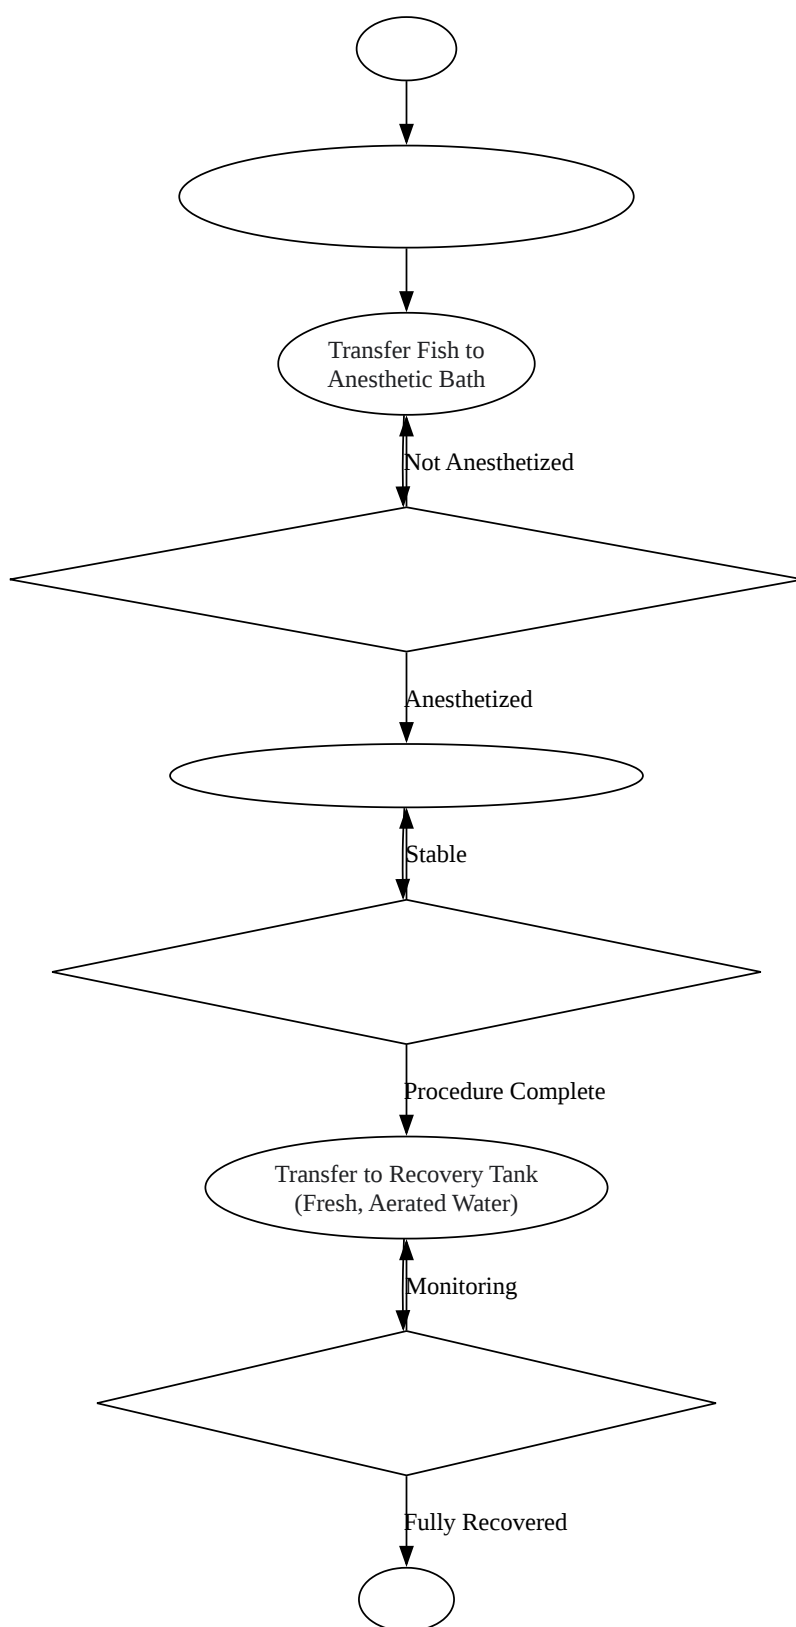 Transfer Fish to
Anesthetic Bath
Not Anesthetized
Anesthetized
Stable
Procedure Complete
Transfer to Recovery Tank
(Fresh, Aerated Water)
Monitoring
Fully Recovered